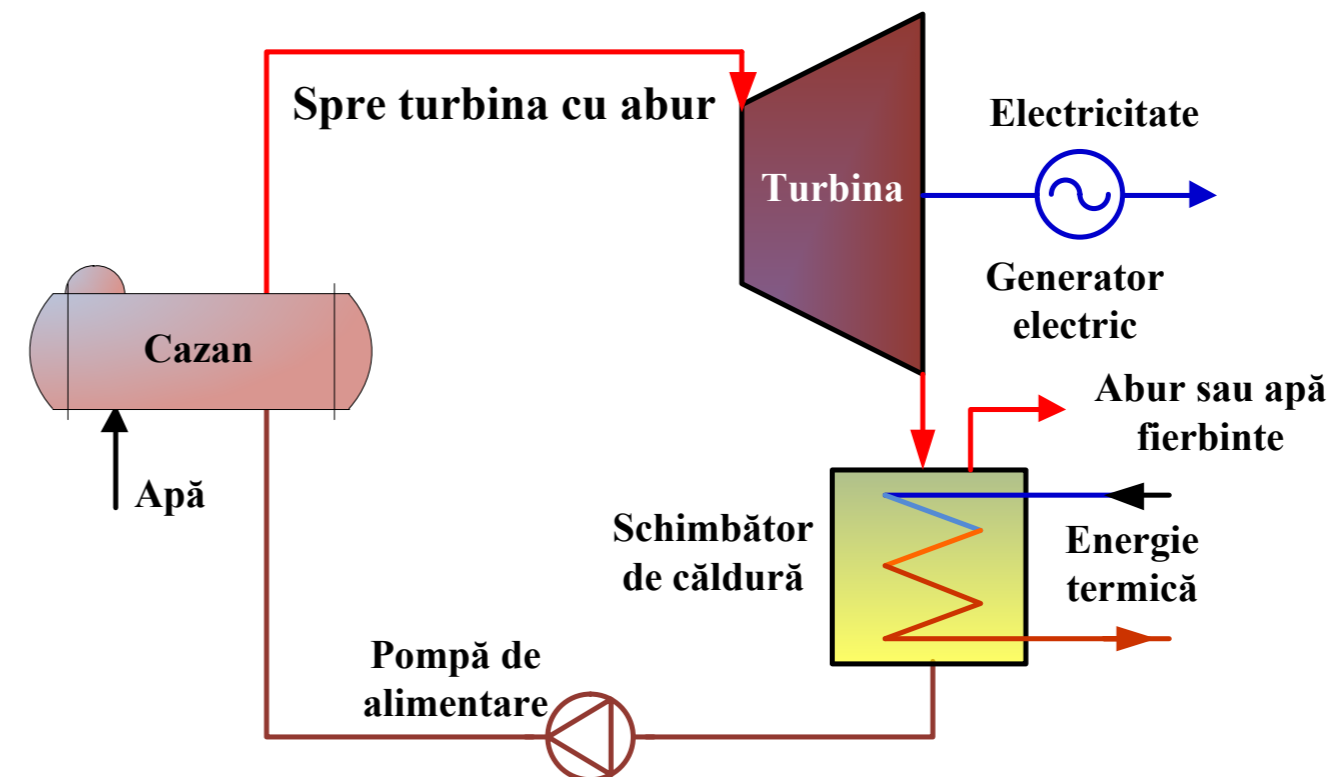 Spre turbina cu abur
Electricitate
Turbina
Generator
electric
Cazan
Abur sau apă
fierbinte
Apă
Schimbător
de căldură
Energie
termică
Pompă de
alimentare